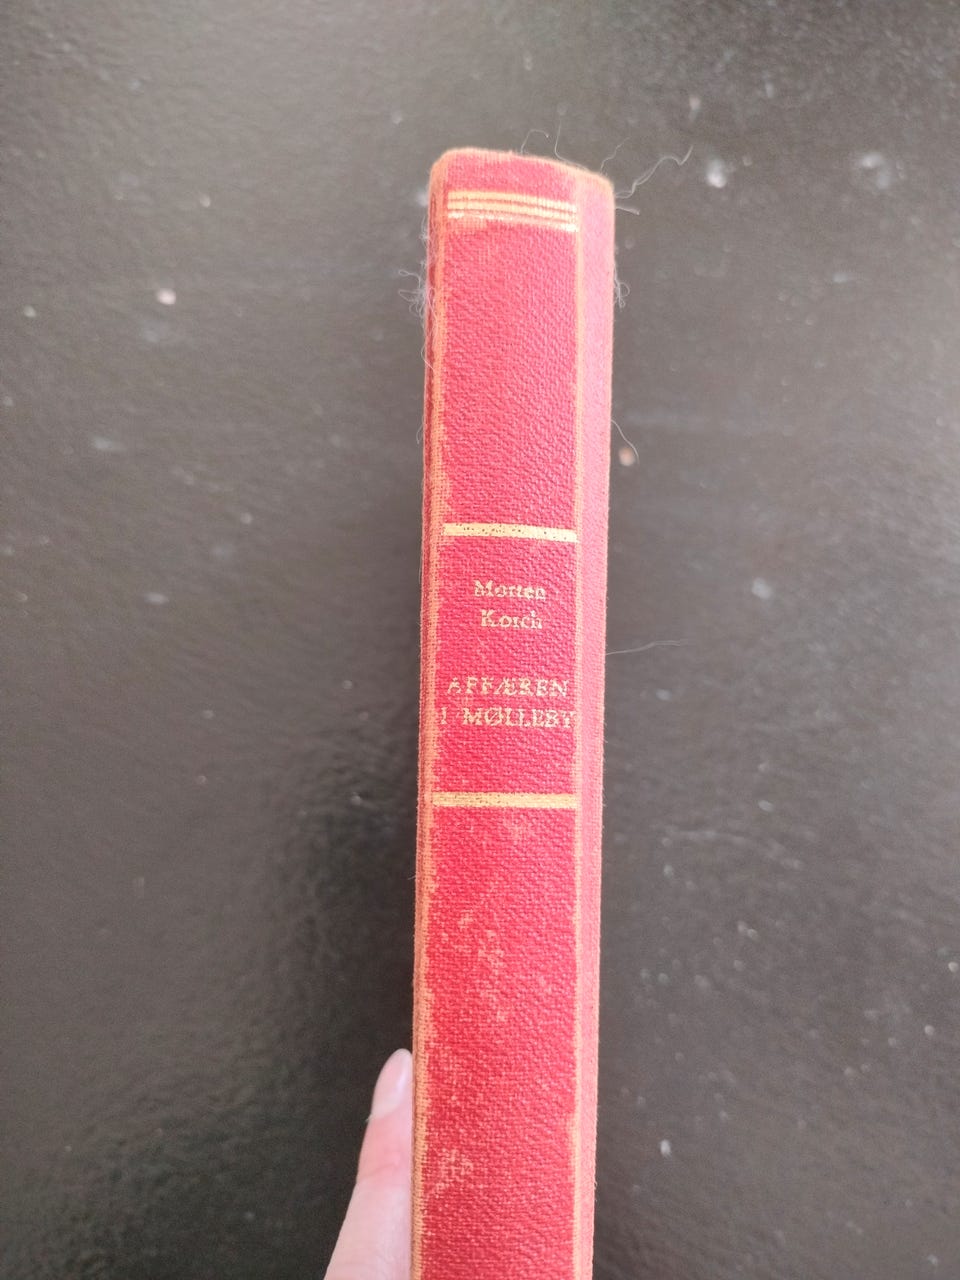 Morten
Korch
AFFÆREN
I MØLLEBY